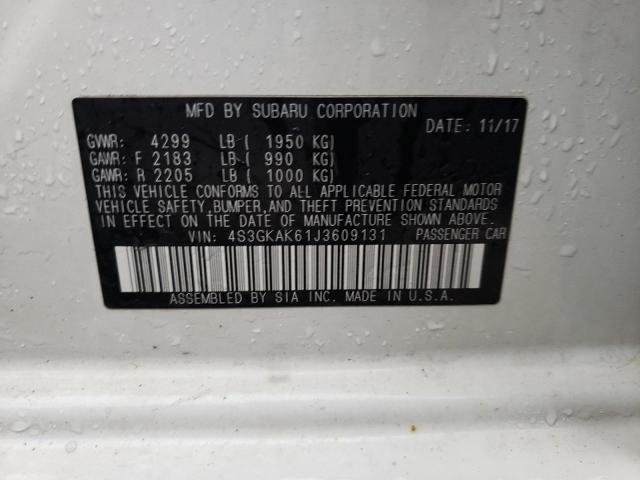 MFD BY SUBARU CORPORATION
DATE: 11/17
GVWR: 4299 LB ( 1950 KG)
GAWR: F 2183 LB ( 990 KG)
GAWR: R 2205 LB ( 1000 KG)
THIS VEHICLE CONFORMS TO ALL APPLICABLE FEDERAL MOTOR
VEHICLE SAFETY, BUMPER, AND THEFT PREVENTION STANDARDS
IN EFFECT ON THE DATE OF MANUFACTURE SHOWN ABOVE.
VIN: 4S3GKAK61J3609131 PASSENGER CAR
ASSEMBLED BY SIA INC. MADE IN U.S.A.